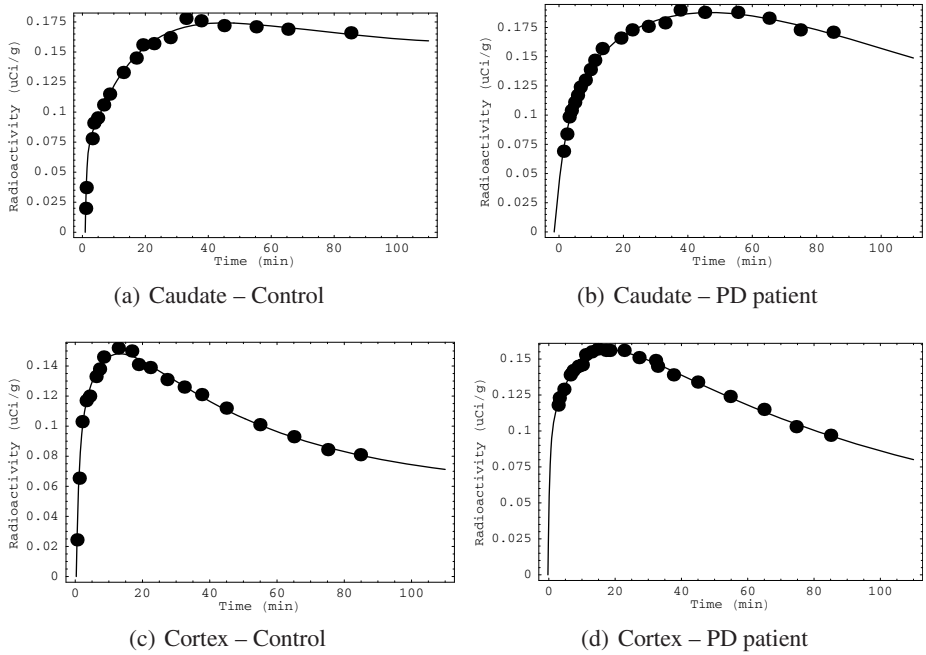 0.175
0.15
0.125
0.1
0.075
0.05
0.025
0
Radioactivity (uCi/g)
0 20 40 60 80 100
Time (min)
(a) Caudate – Control
0.175
0.15
0.125
0.1
0.075
0.05
0.025
0
Radioactivity (uCi/g)
0 20 40 60 80 100
Time (min)
(b) Caudate – PD patient
0.14
0.12
0.1
0.08
0.06
0.04
0.02
0
Radioactivity (uCi/g)
0 20 40 60 80 100
Time (min)
(c) Cortex – Control
0.15
0.125
0.1
0.075
0.05
0.025
0
Radioactivity (uCi/g)
0 20 40 60 80 100
Time (min)
(d) Cortex – PD patient